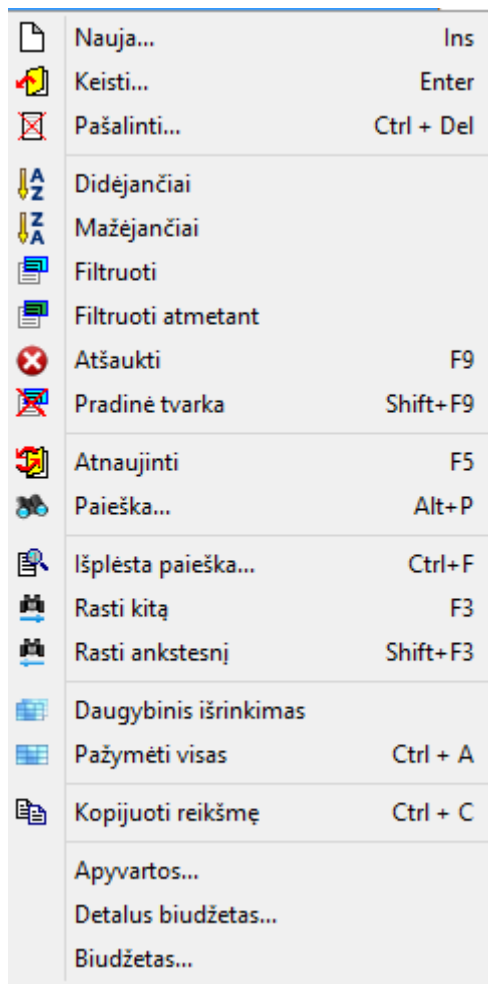 Nauja... Ins
Keisti... Enter
Pašalinti... Ctrl + Del
Didėjančiai
Mažėjančiai
Filtruoti
Filtruoti atmetant
Atšaukti F9
Pradinė tvarka Shift+F9
Atnaujinti F5
Paieška... Alt+P
Išplėsta paieška... Ctrl+F
Rasti kitą F3
Rasti ankstesnį Shift+F3
Daugybinis išrinkimas
Pažymėti visas Ctrl + A
Kopijuoti reikšmę Ctrl + C
Apyvartos...
Detalus biudžetas...
Biudžetas...